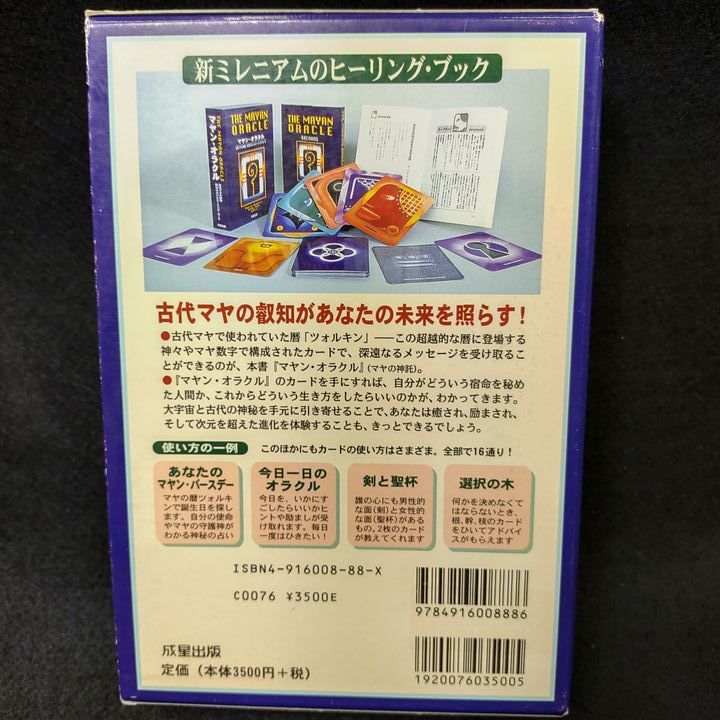 新ミレニアムのヒーリング・ブック
THE MAYAN ORACLE
マヤン・オラクル
THE MAYAN
ORACLE
マヤン・オラクル
THE MAYAN
ORACLE
古代マヤの叡知があなたの未来を照らす！
●古代マヤで使われていた暦「ツォルキン」――この超越的な暦に登場する
神々やマヤ数字で構成されたカードで、深遠なるメッセージを受け取ること
ができるのが、本書『マヤン・オラクル』(マヤの神託)。
●『マヤン・オラクル』のカードを手にすれば、自分がどういう宿命を秘め
た人間か、これからどういう生き方をしたらいいのかが、わかってきます。
大宇宙と古代の神秘を手元に引き寄せることで、あなたは癒され、励まされ、
そして次元を超えた進化を体験することも、きっとできるでしょう。
使い方の一例 このほかにもカードの使い方はさまざま。全部で16通り！
あなたの
マヤン・バースデー
マヤの暦ツォルキ
ンで誕生日を探し
ます。自分の使命
やマヤの守護神が
わかる神秘の占い
今日一日の
オラクル
今日を、いかにす
ごしたらいいかヒ
ントや励ましが受
け取れます。毎日
一度はひきたい！
剣と聖杯
誰の心にも男性的
な面(剣)と女性的
な面(聖杯)がある
もの。2枚のカード
が教えてくれます
選択の木
何かを決めなくて
はならないとき、
根、幹、枝のカード
をひいてアドバイ
スがもらえます
ISBN4-916008-88-X
C0076 ¥3500E
9784916008886
成星出版
定価（本体3500円＋税）
1920076035005